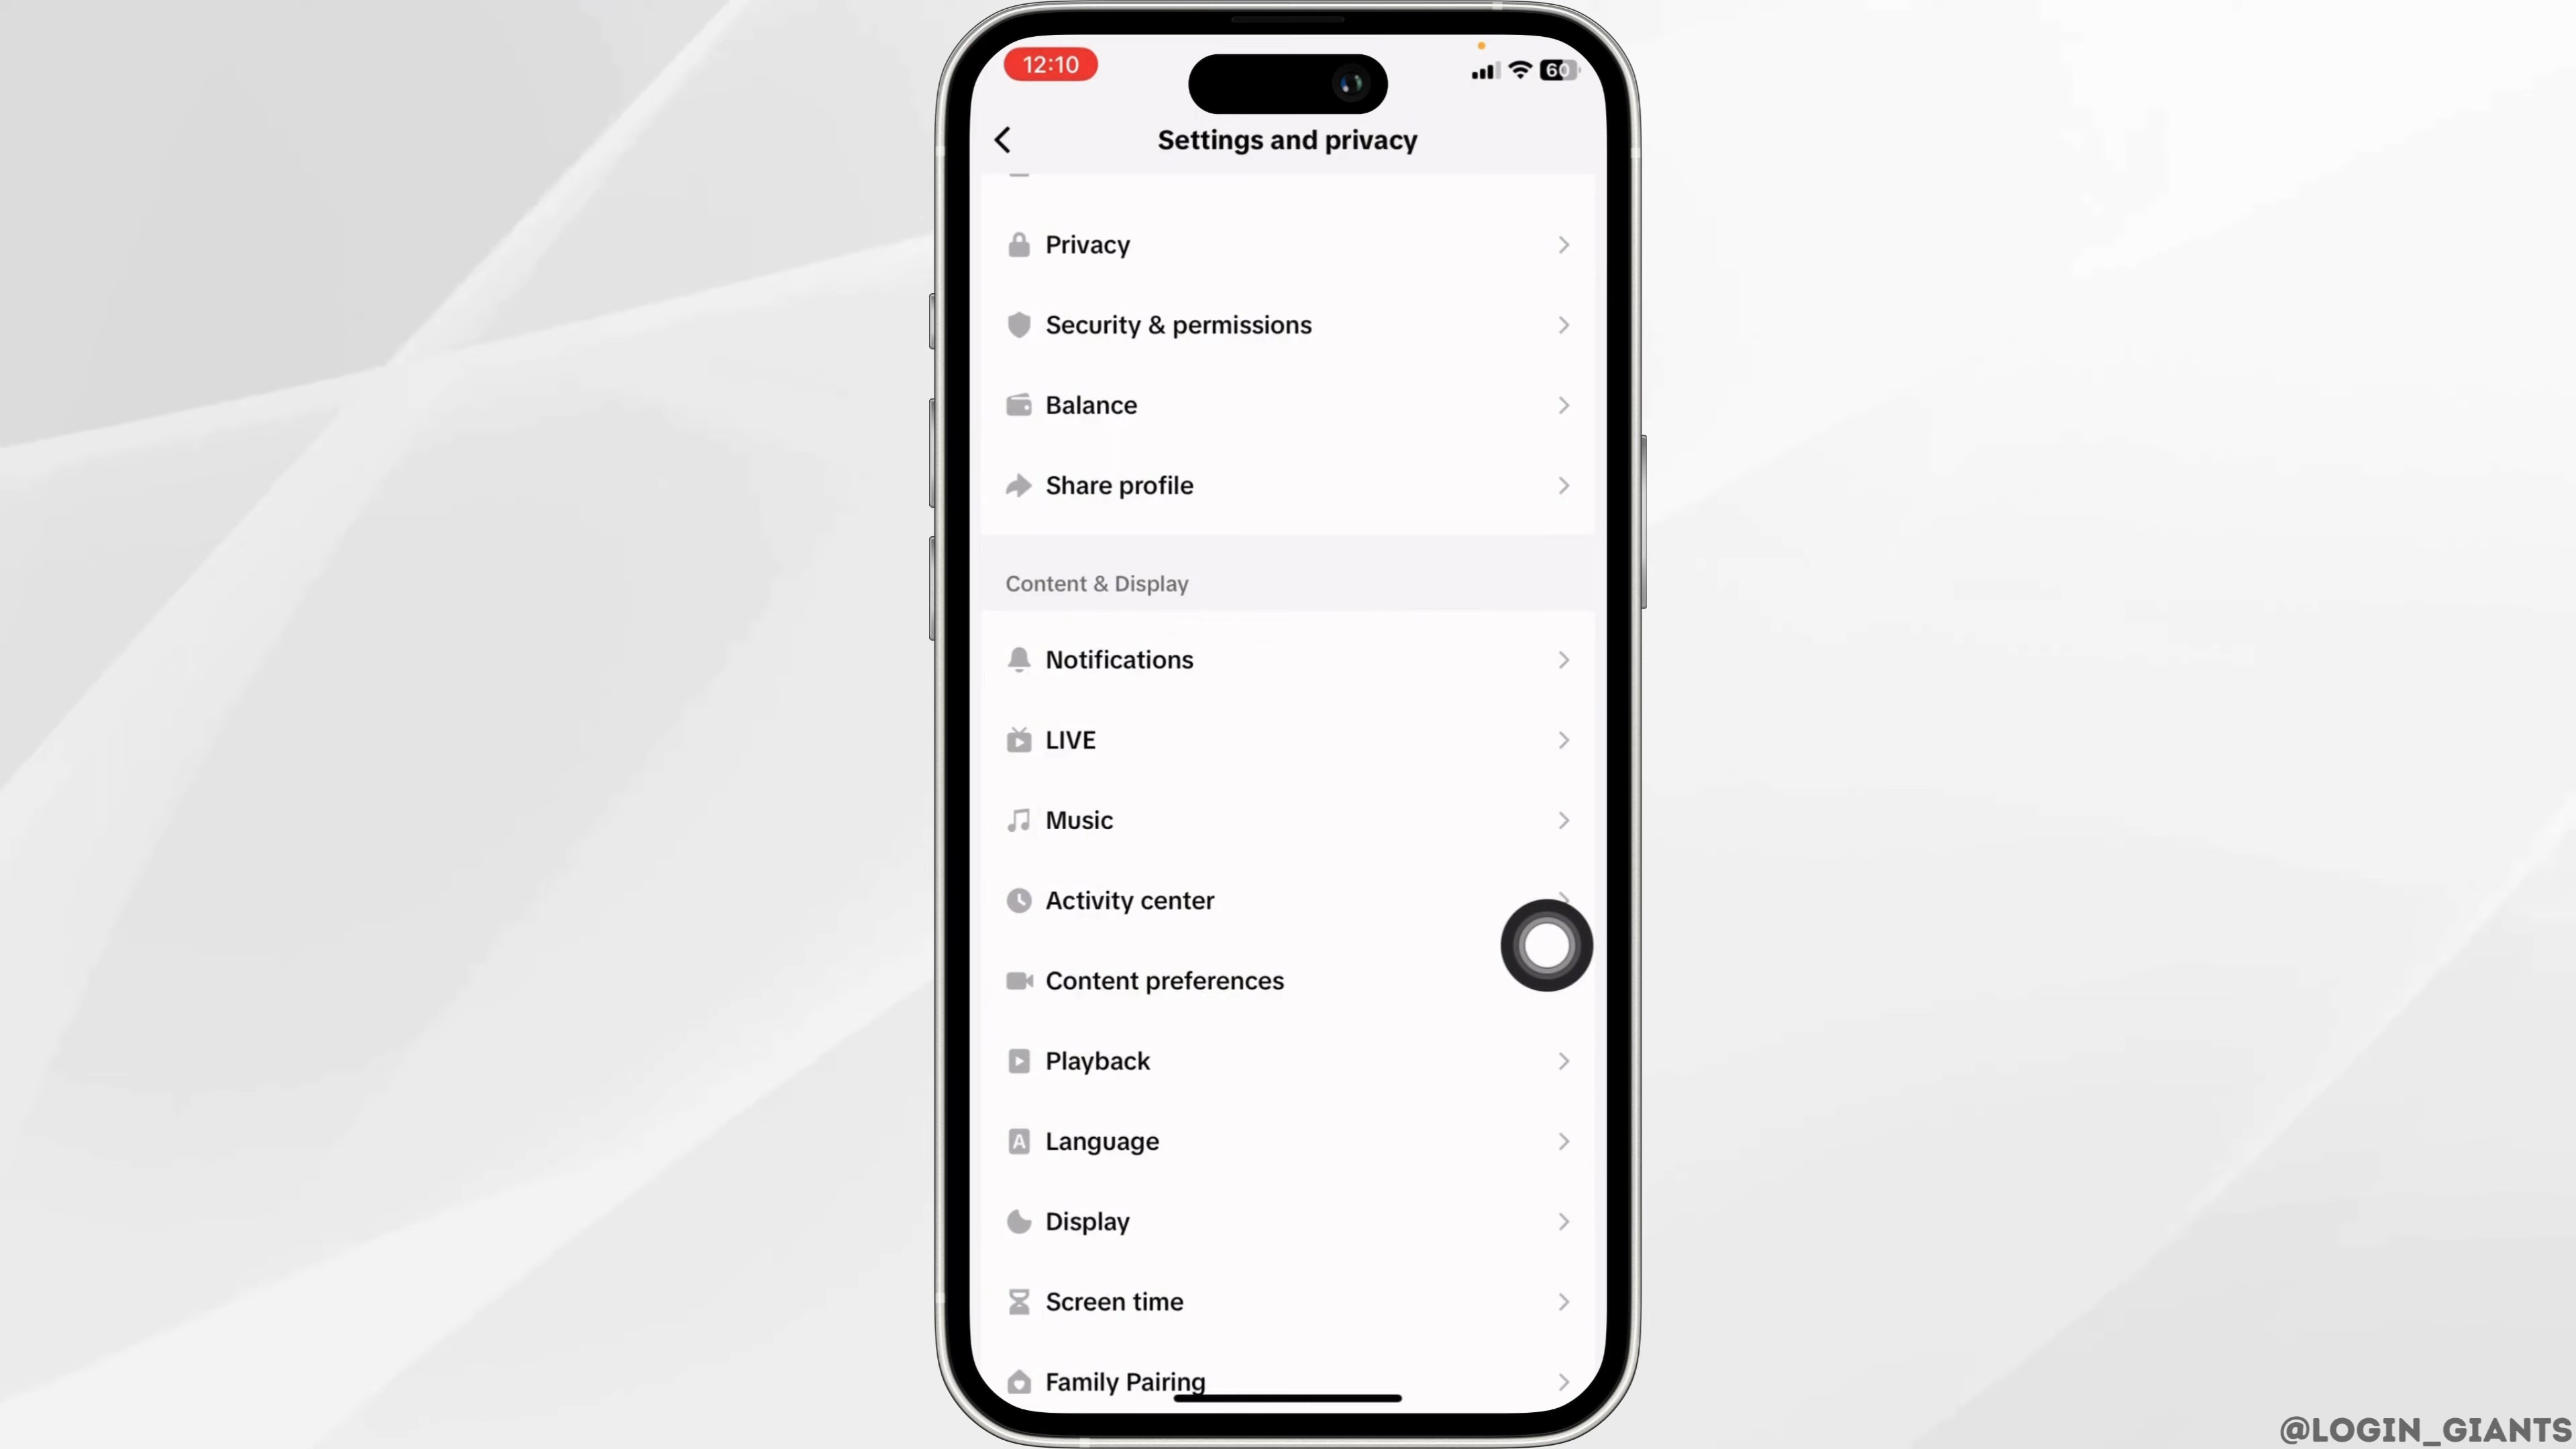 12:10
60
Settings and privacy
Privacy
Security & permissions
Balance
Share profile
Content & Display
Notifications
LIVE
Music
Activity center
Content preferences
Playback
A Language
Display
Screen time
Family Pairing
@LOGIN_GIANTS